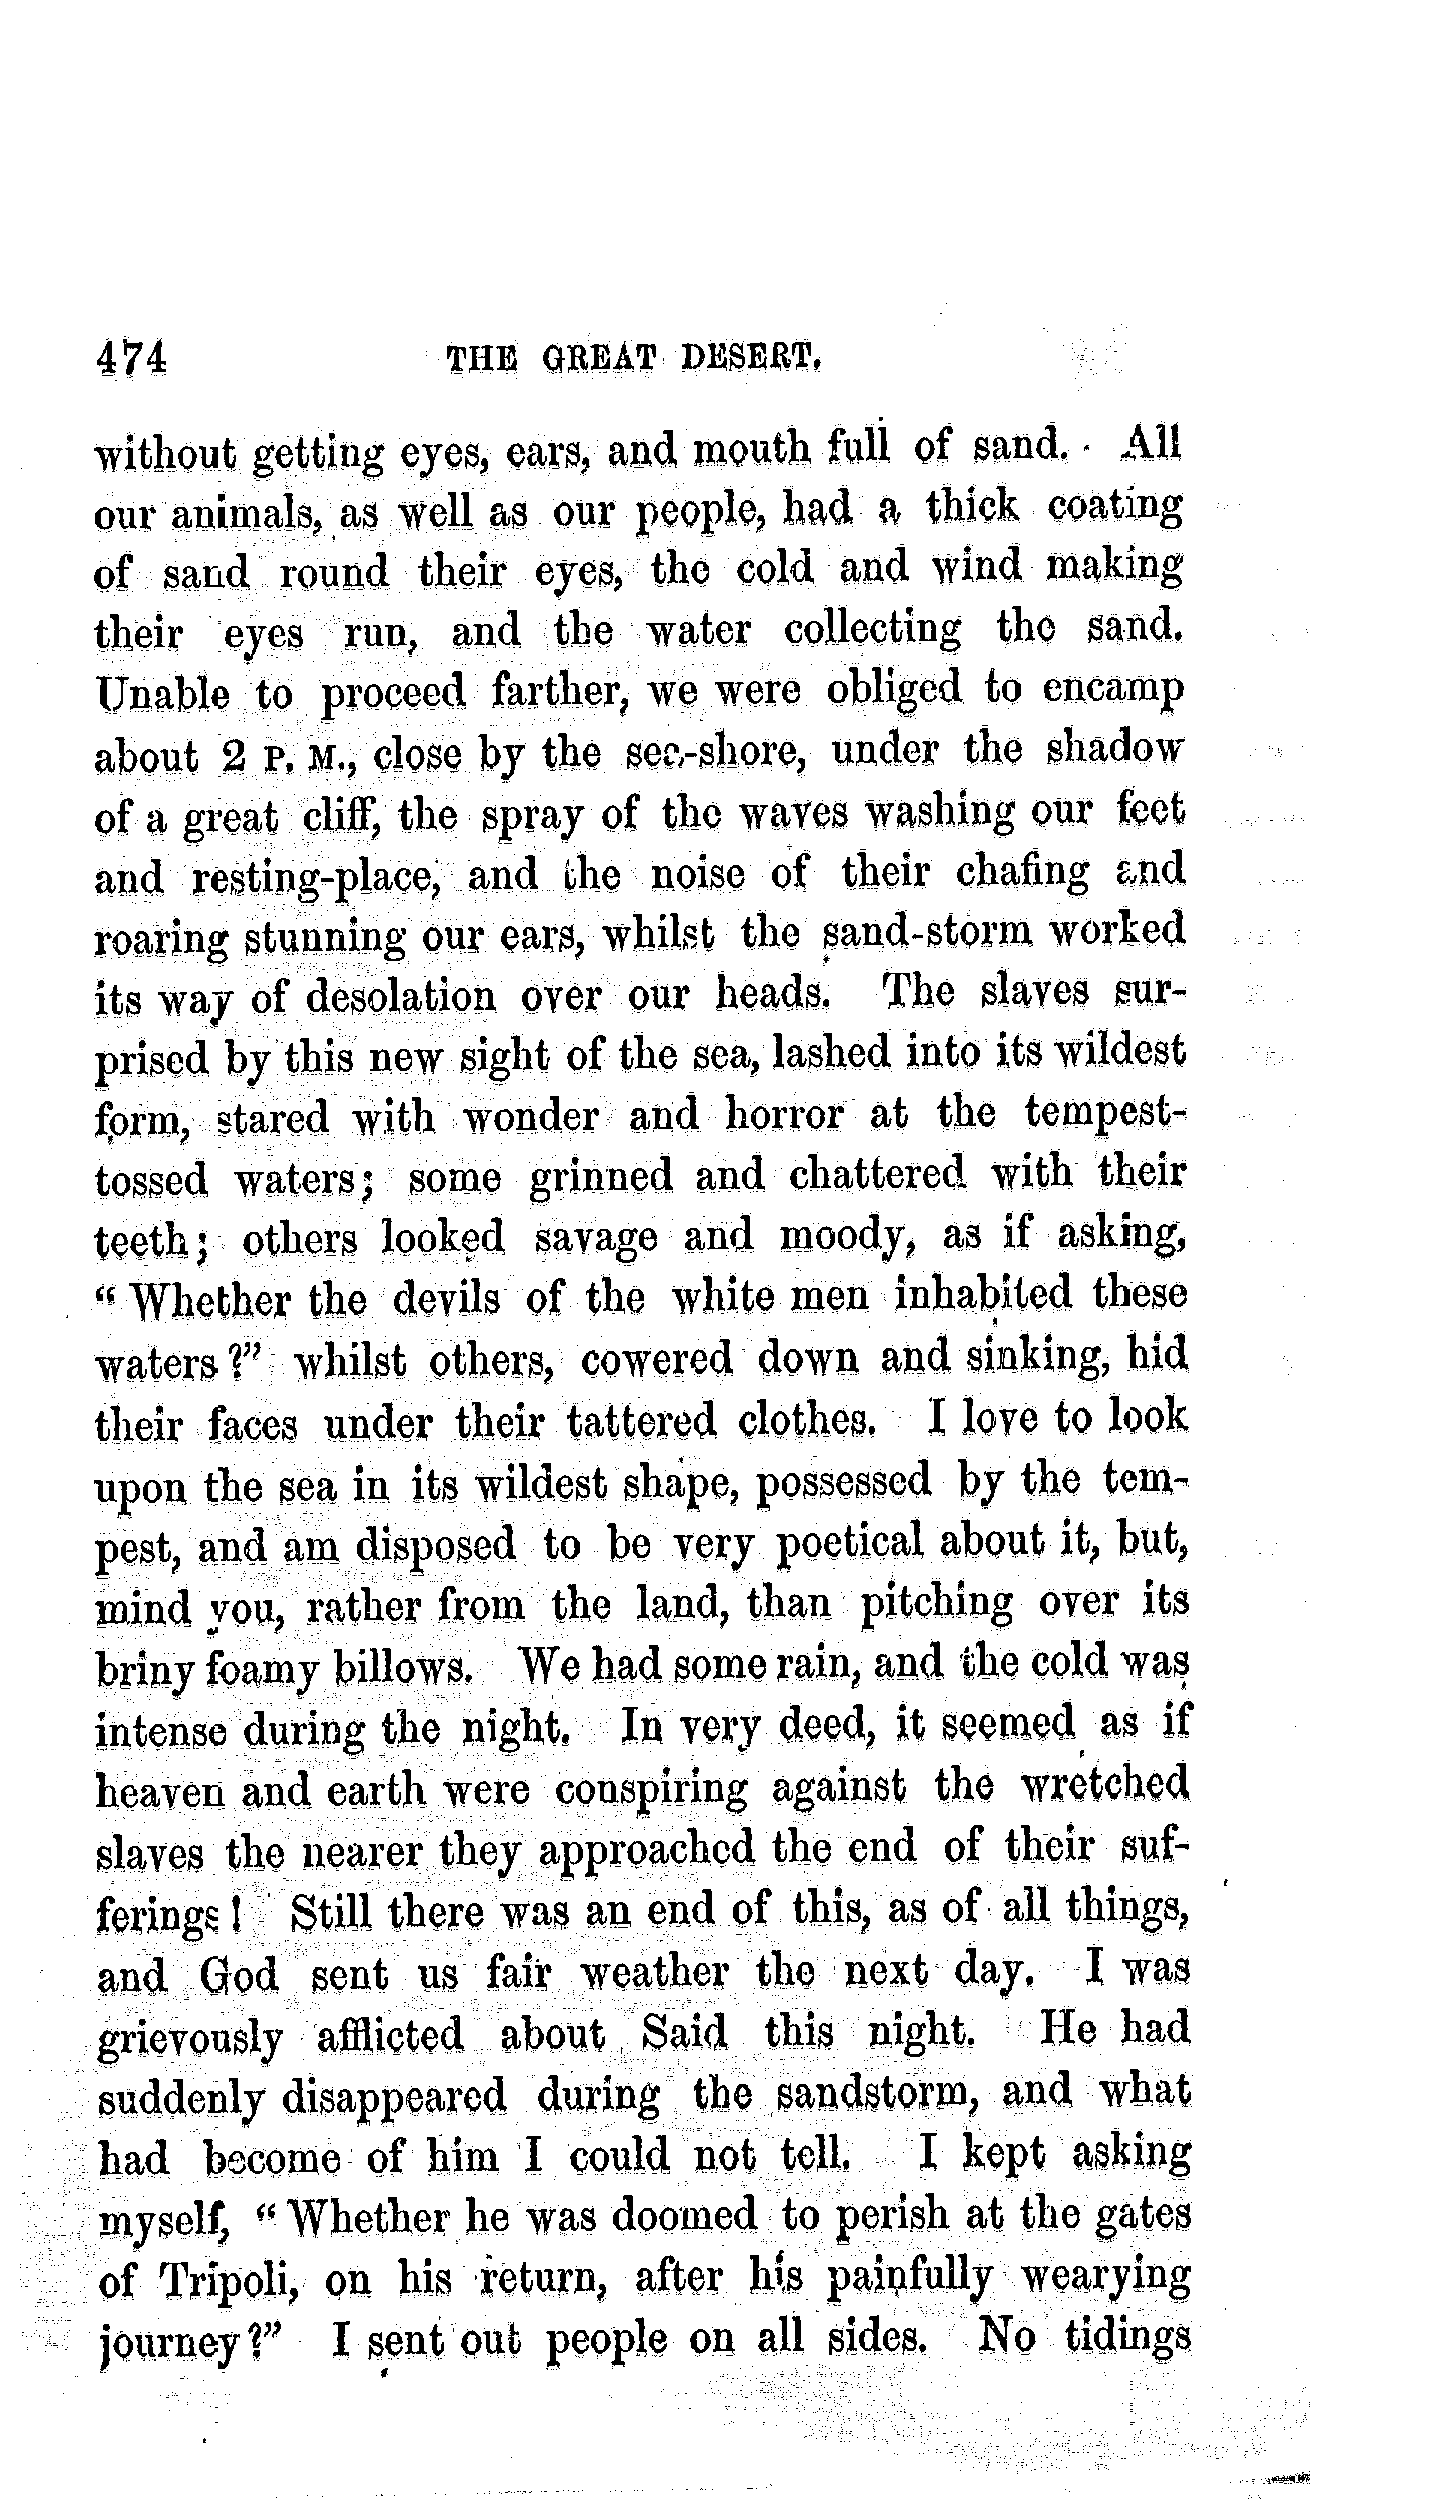 474 THE GREAT DESERT.
without getting eyes, ears, and mouth full of sand. All
our animals, as well as our people, had a thick coating
of sand round their eyes, the cold and wind making
their eyes run, and the water collecting the sand.
Unable to proceed farther, we were obliged to encamp
about 2 P. M., close by the sea-shore, under the shadow
of a great cliff, the spray of the waves washing our feet
and resting-place, and the noise of their chafing and
roaring stunning our ears, whilst the sand-storm worked
its way of desolation over our heads. The slaves sur-
prised by this new sight of the sea, lashed into its wildest
form, stared with wonder and horror at the tempest-
tossed waters; some grinned and chattered with their
teeth; others looked savage and moody, as if asking,
“Whether the devils of the white men inhabited these
waters?” whilst others, cowered down and sinking, hid
their faces under their tattered clothes. I love to look
upon the sea in its wildest shape, possessed by the tem-
pest, and am disposed to be very poetical about it, but,
mind you, rather from the land, than pitching over its
briny foamy billows. We had some rain, and the cold was
intense during the night. In very deed, it seemed as if
heaven and earth were conspiring against the wretched
slaves the nearer they approached the end of their suf-
ferings! Still there was an end of this, as of all things,
and God sent us fair weather the next day. I was
grievously afflicted about Said this night. He had
suddenly disappeared during the sandstorm, and what
had become of him I could not tell. I kept asking
myself, “Whether he was doomed to perish at the gates
of Tripoli, on his return, after his painfully wearying
journey?” I sent out people on all sides. No tidings